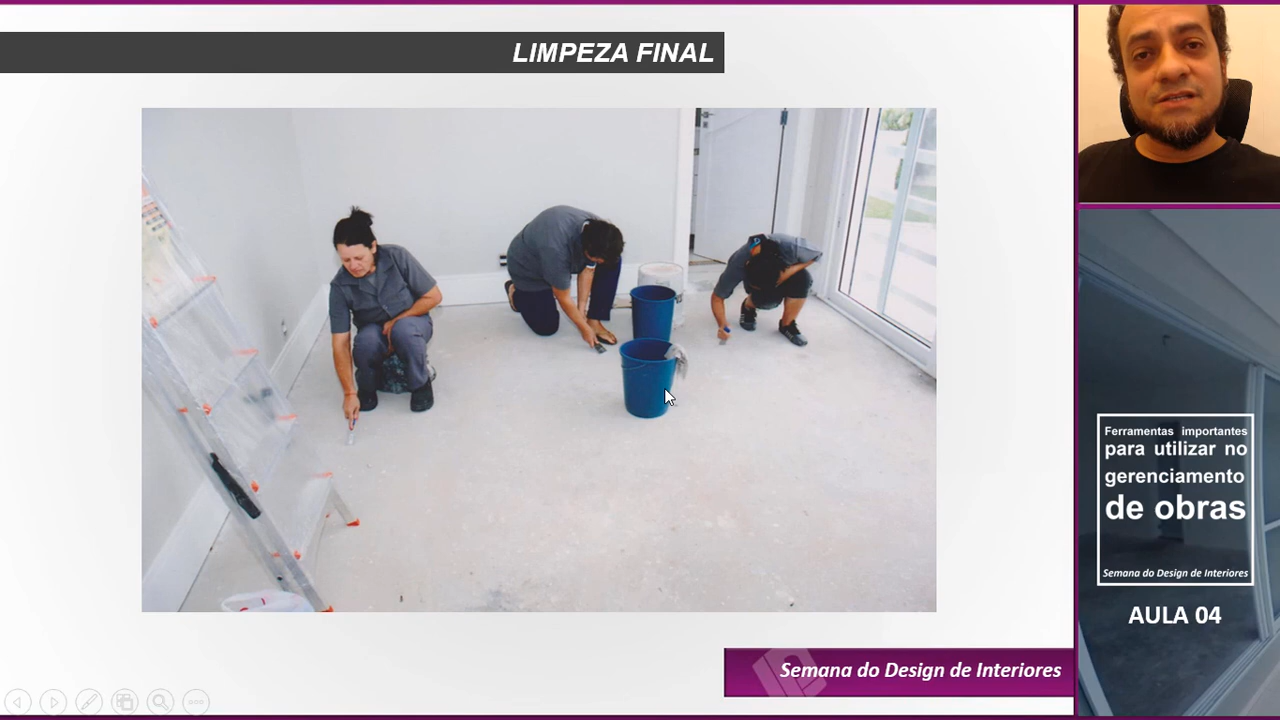 LIMPEZA FINAL
Ferramentas importantes
para utilizar no
gerenciamento
de obras
Semana do Design de Interiores
AULA 04
Semana do Design de Interiores